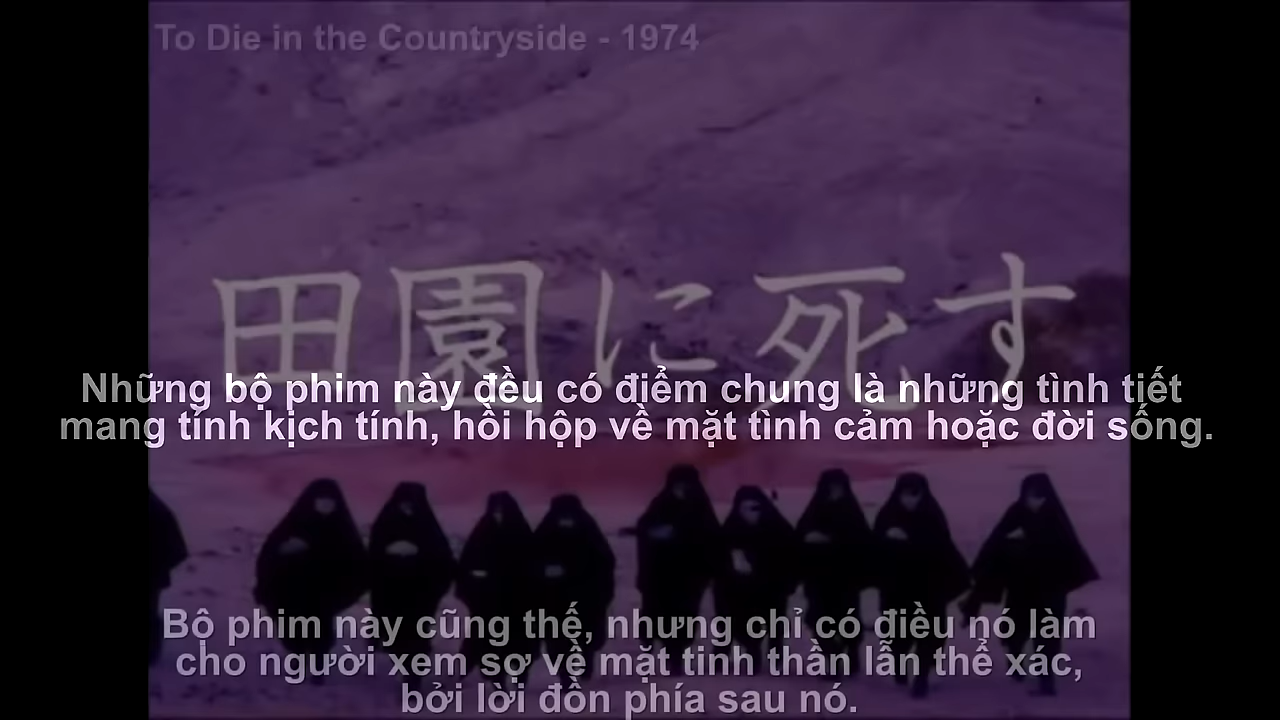 To Die in the Countryside - 1974
田園に死す
Những bộ phim này đều có điểm chung là những tình tiết
mang tính kịch tính, hồi hộp về mặt tình cảm hoặc đời sống.
Bộ phim này cũng thế, nhưng chỉ có điều nó làm
cho người xem sợ về mặt tinh thần lẫn thể xác,
bởi lời đồn phía sau nó.